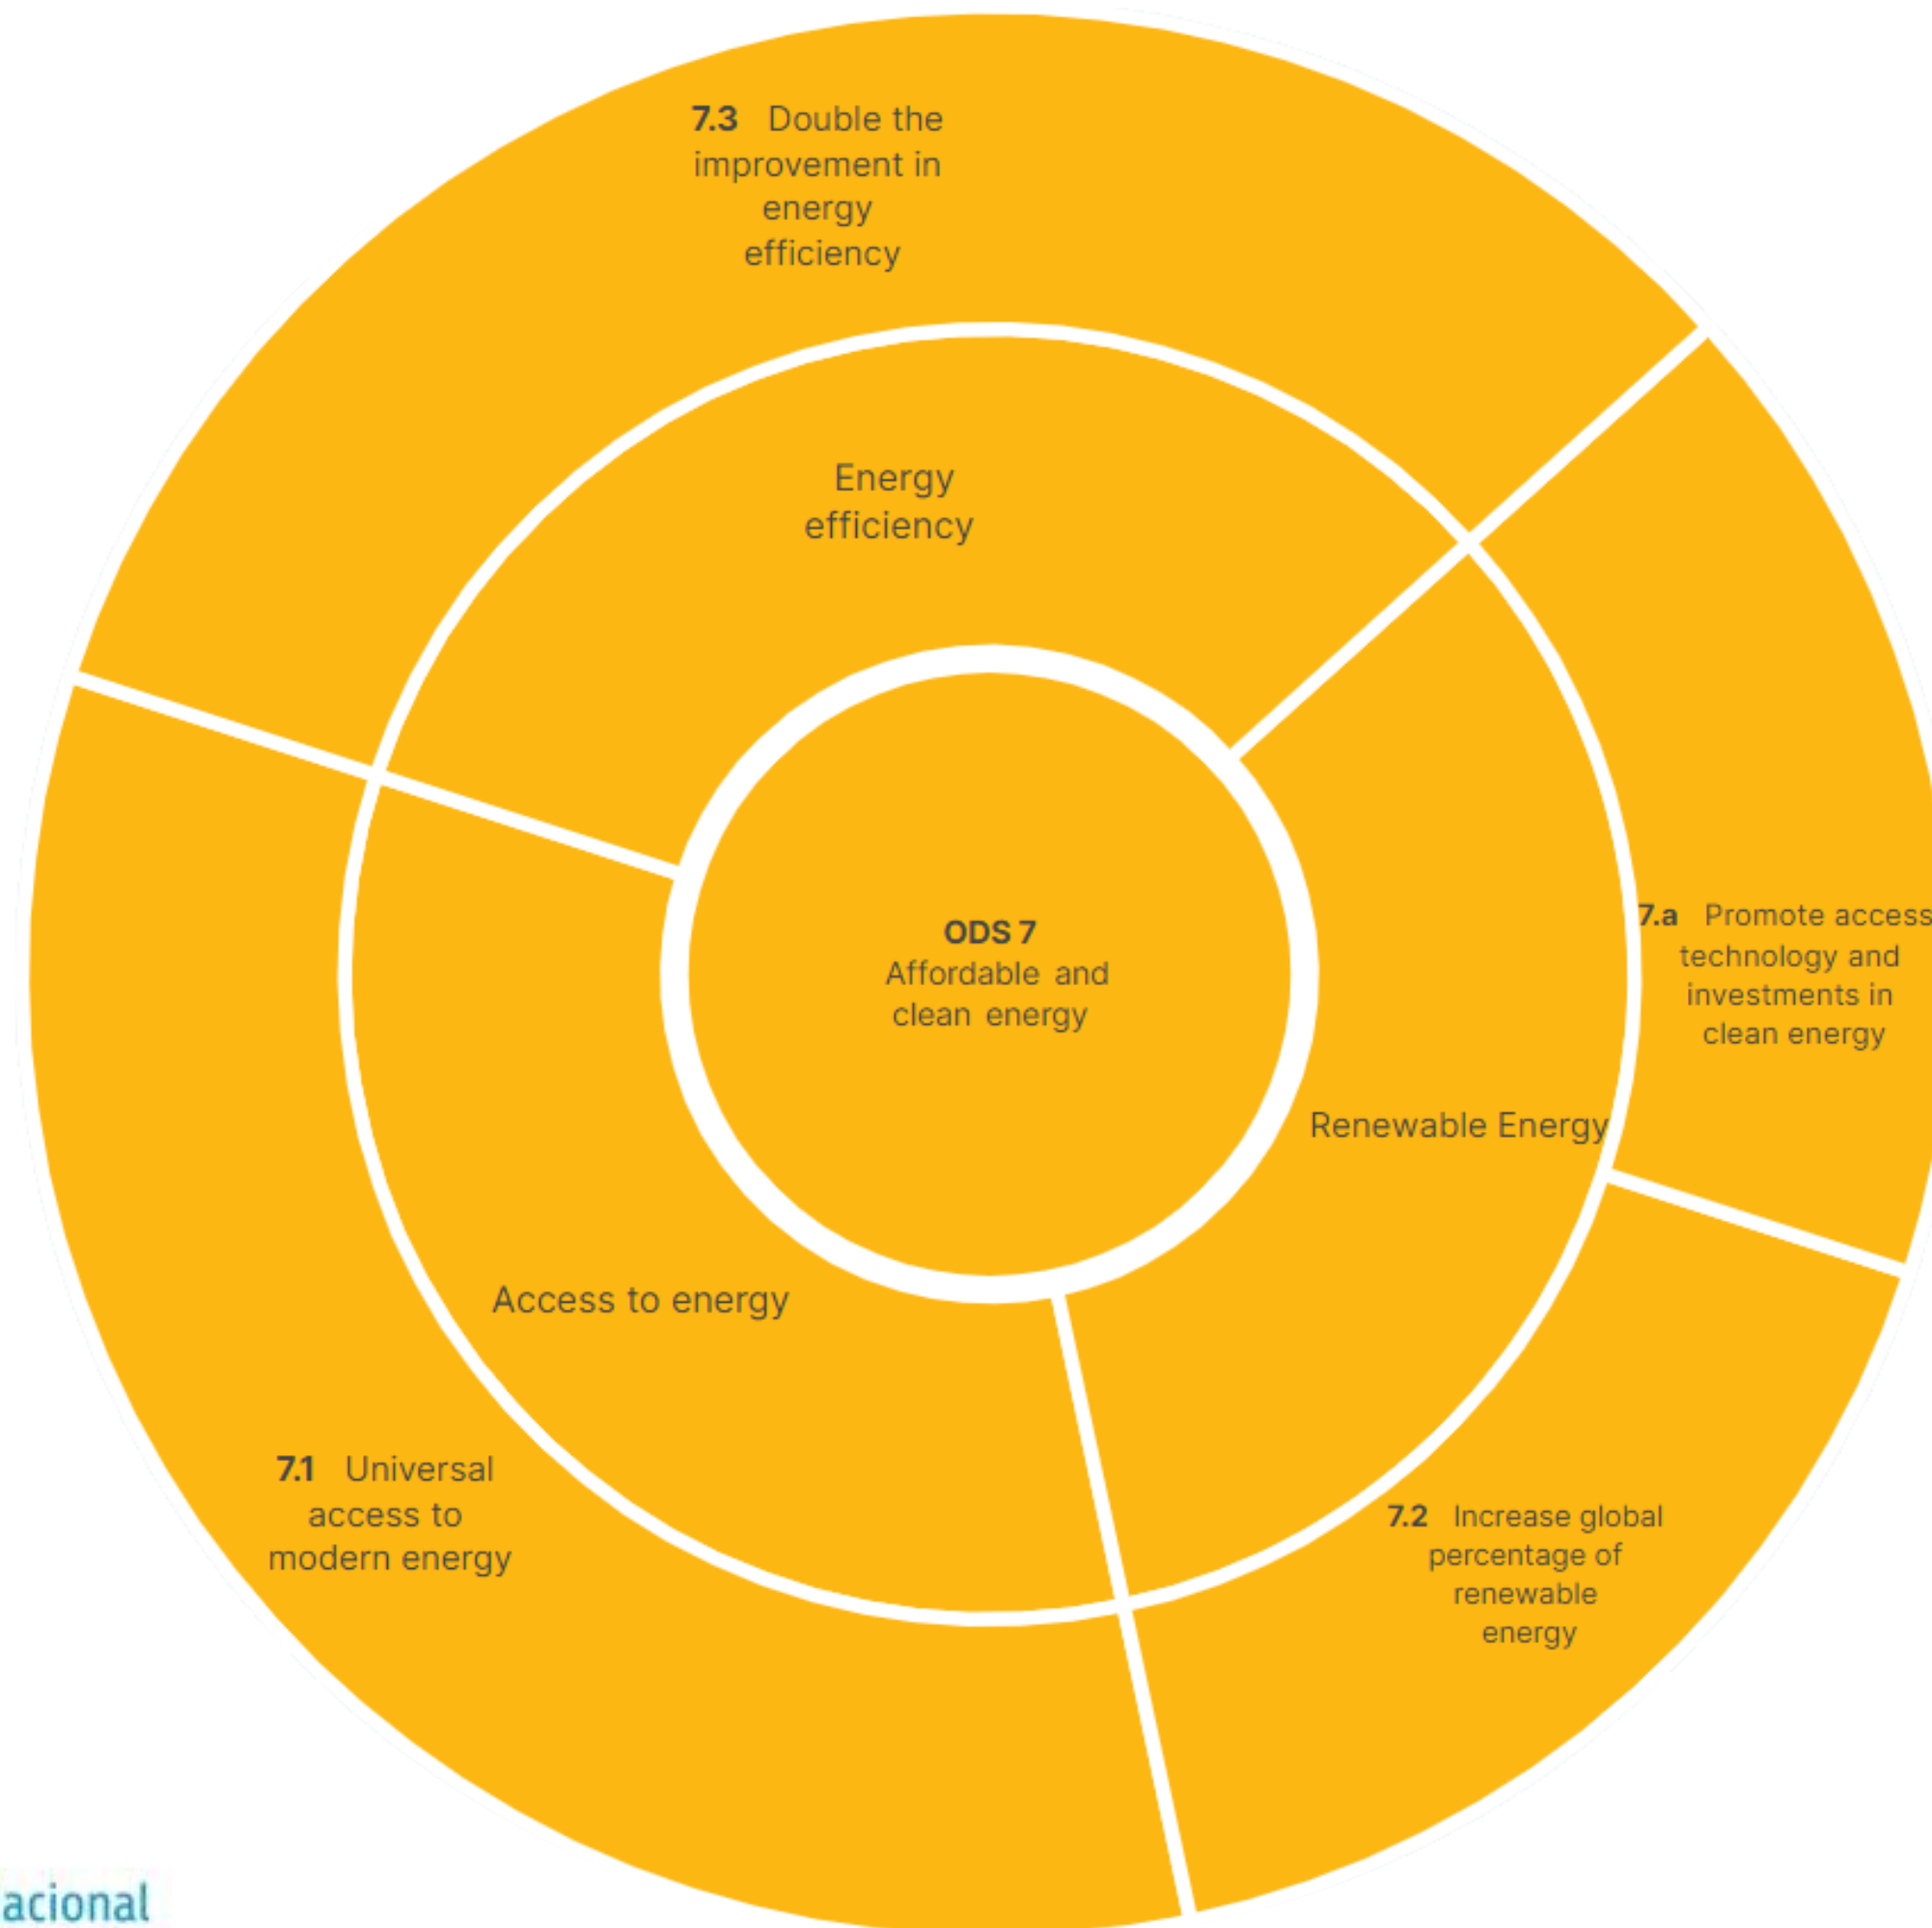 7.3 Double the
improvement in
energy
efficiency
Energy
efficiency
ODS 7
Affordable and
clean energy
7.a Promote access
technology and
investments in
clean energy
Renewable Energy
Access to energy
7.1 Universal
access to
modern energy
7.2 Increase global
percentage of
renewable
energy
acional